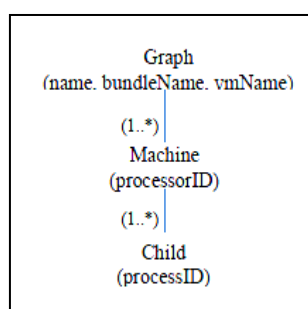 Graph
(name, bundleName, vmName)
(1..*)
Machine
(processorID)
(1..*)
Child
(processID)